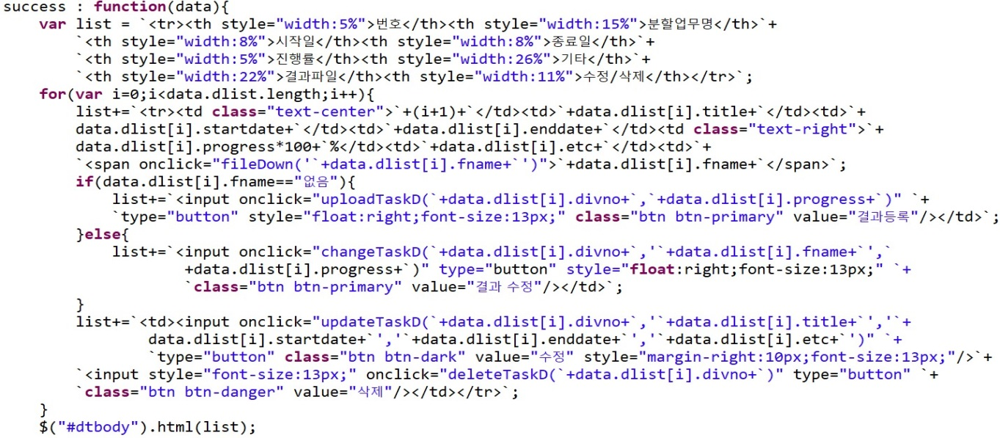 success : function(data){
    var list = `<tr><th style="width:5%">번호</th><th style="width:15%">분할업무명</th>`+
        `<th style="width:8%">시작일</th><th style="width:8%">종료일</th>`+
        `<th style="width:5%">진행률</th><th style="width:26%">기타</th>`+
        `<th style="width:22%">결과파일</th><th style="width:11%">수정/삭제</th></tr>`;
    for(var i=0;i<data.dlist.length;i++){
        list+=`<tr><td class="text-center">`+(i+1)+`</td><td>`+data.dlist[i].title+`</td><td>`+
        data.dlist[i].startdate+`</td><td>`+data.dlist[i].enddate+`</td><td class="text-right">`+
        data.dlist[i].progress*100+`%</td><td>`+data.dlist[i].etc+`</td><td>`+
        `<span onclick="fileDown('`+data.dlist[i].fname+`')">`+data.dlist[i].fname+`</span>`;
        if(data.dlist[i].fname=="없음"){
            list+=`<input onclick="uploadTaskD(`+data.dlist[i].divno+`,`+data.dlist[i].progress+`)" `+
            `type="button" style="float:right;font-size:13px;" class="btn btn-primary" value="결과등록"/></td>`;
        }else{
            list+=`<input onclick="changeTaskD(`+data.dlist[i].divno+`,'`+data.dlist[i].fname+`',`
                    +data.dlist[i].progress+`)" type="button" style="float:right;font-size:13px;" `+
                    `class="btn btn-primary" value="결과 수정"/></td>`;
        }
        list+=`<td><input onclick="updateTaskD(`+data.dlist[i].divno+`,'`+data.dlist[i].title+`','`+
                data.dlist[i].startdate+`','`+data.dlist[i].enddate+`','`+data.dlist[i].etc+`')" `+
                `type="button" class="btn btn-dark" value="수정" style="margin-right:10px;font-size:13px;"/>`+
        `<input style="font-size:13px;" onclick="deleteTaskD(`+data.dlist[i].divno+`)" type="button" `+
        `class="btn btn-danger" value="삭제"/></td></tr>`;
    }
    $("#dtbody").html(list);